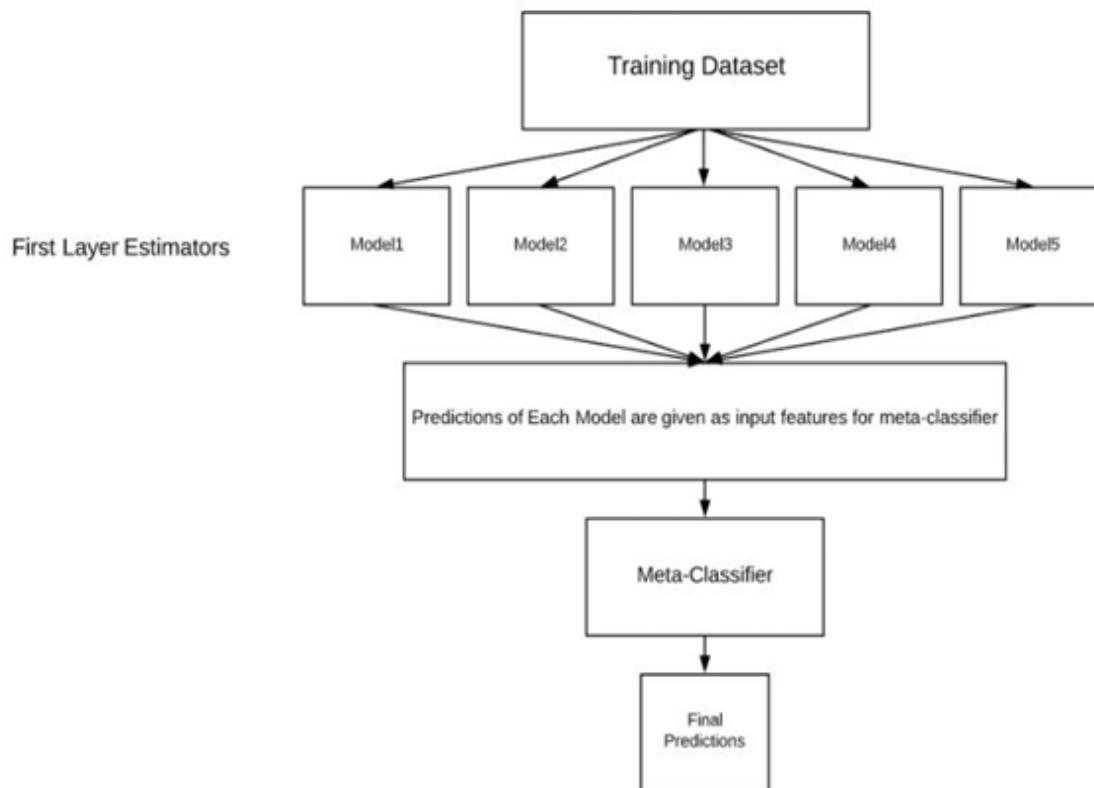 Training Dataset
First Layer Estimators
Model1
Model2
Model3
Model4
Model5
Predictions of Each Model are given as input features for meta-classifier
Meta-Classifier
Final
Predictions